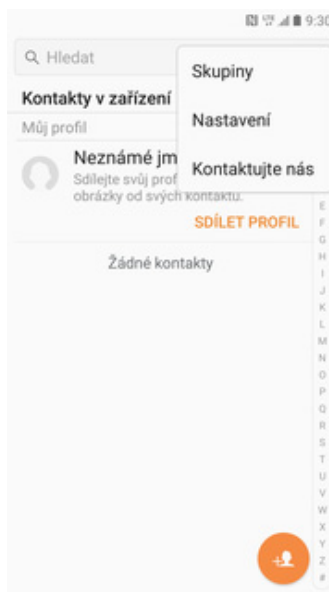 9:30
Hledat
Skupiny
Kontakty v zařízení
Nastavení
Můj profil
Neznámé jm
Kontaktujte nás
Sdílejte svůj prof
obrázky od svých kontaktů.
SDÍLET PROFIL
Žádné kontakty
E
F
G
H
I
J
K
L
M
N
O
P
Q
R
S
T
U
V
W
X
Y
Z
#